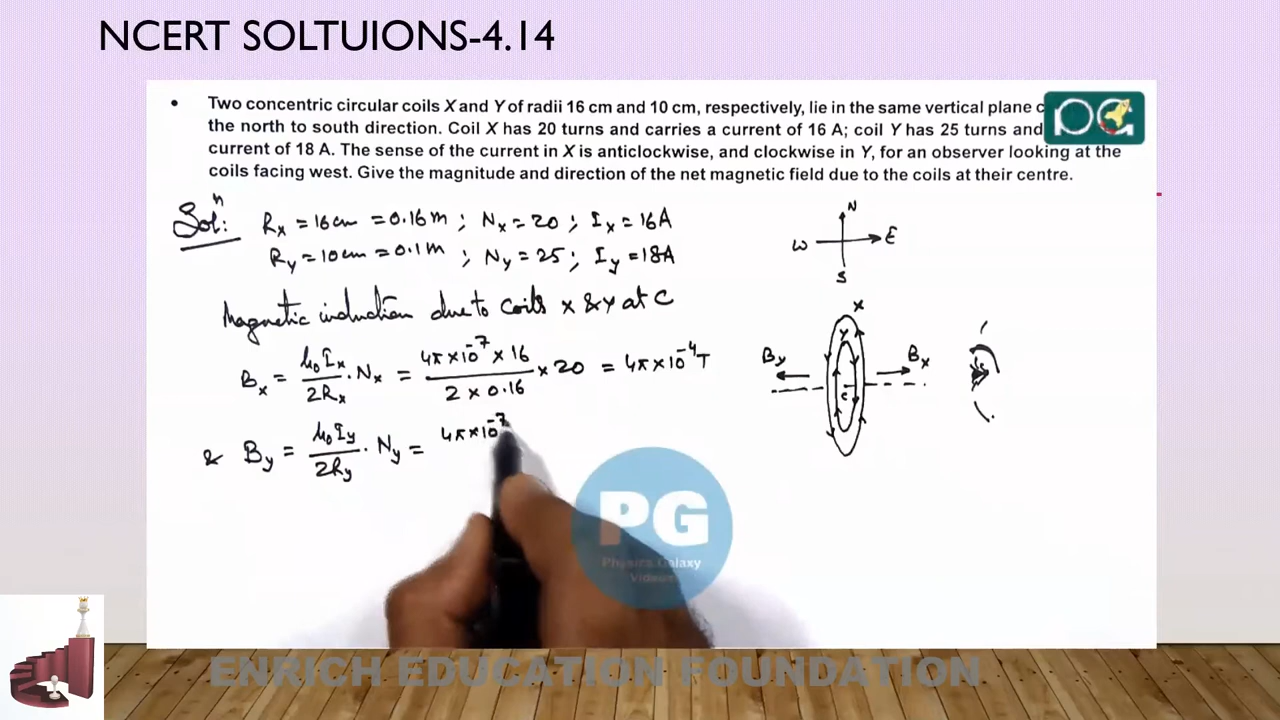 NCERT SOLTUIONS-4.14
• Two concentric circular coils X and Y of radii 16 cm and 10 cm, respectively, lie in the same vertical plane
the north to south direction. Coil X has 20 turns and carries a current of 16 A; coil Y has 25 turns and
current of 18 A. The sense of the current in X is anticlockwise, and clockwise in Y, for an observer looking at the
coils facing west. Give the magnitude and direction of the net magnetic field due to the coils at their centre.
Solⁿ: Rx = 16cm = 0.16m ; Nx = 20 ; Ix = 16A
Ry = 10cm = 0.1m ; Ny = 25 ; Iy = 18A
Magnetic induction due to coils X & Y at C
Bx = μ₀Ix/2Rx · Nx = 4π×10⁻⁷ × 16 / 2 × 0.16 × 20 = 4π×10⁻⁴T
& By = μ₀Iy/2Ry · Ny = 4π×10⁻⁷
N
W E
S
X
Y
By Bx
C
PG
Physics Galaxy
Videos
ENRICH EDUCATION FOUNDATION